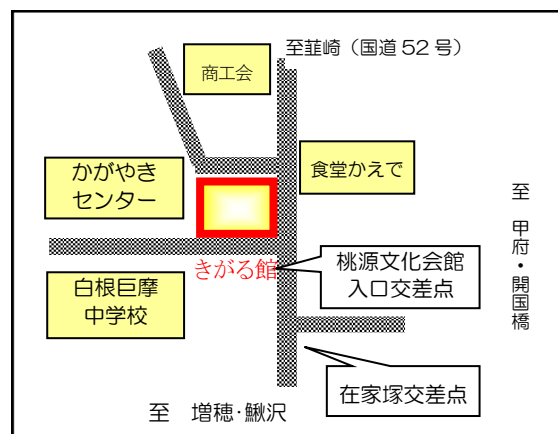 至韮崎（国道52号）
商工会
かがやき
センター
食堂かえで
至　甲府・開国橋
きがる館
桃源文化会館
入口交差点
白根巨摩
中学校
在家塚交差点
至　増穂・鰍沢